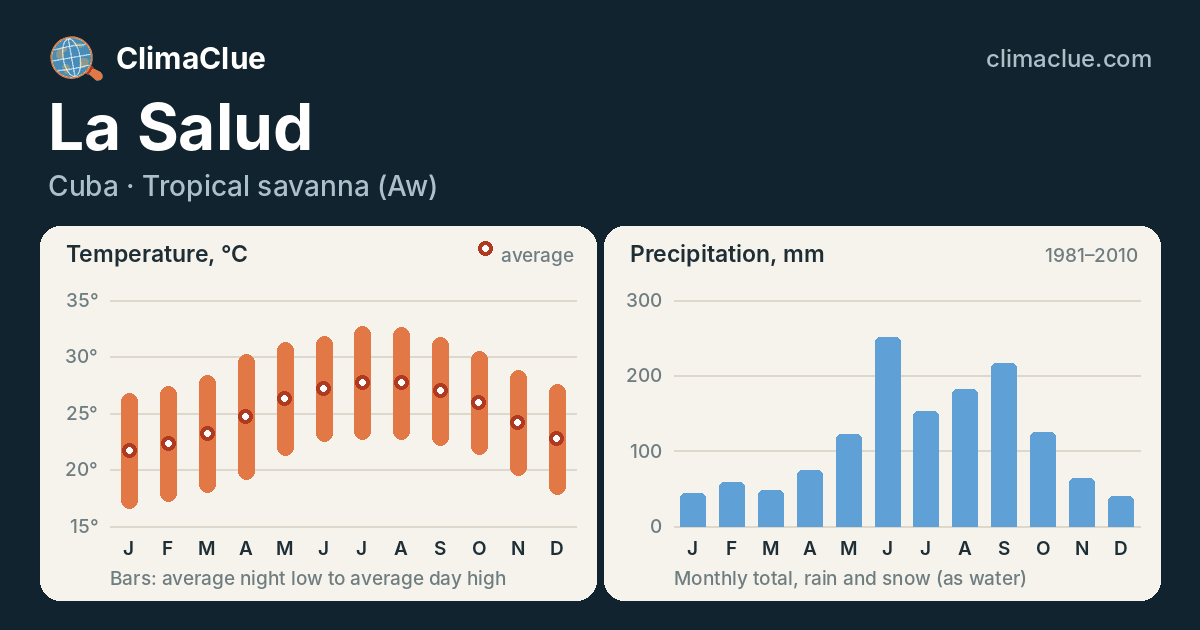 ClimaClue
climaclue.com
La Salud
Cuba · Tropical savanna (Aw)
Temperature, °C
average
35°
30°
25°
20°
15°
J F M A M J J A S O N D
Bars: average night low to average day high
Precipitation, mm
1981–2010
300
200
100
0
J F M A M J J A S O N D
Monthly total, rain and snow (as water)